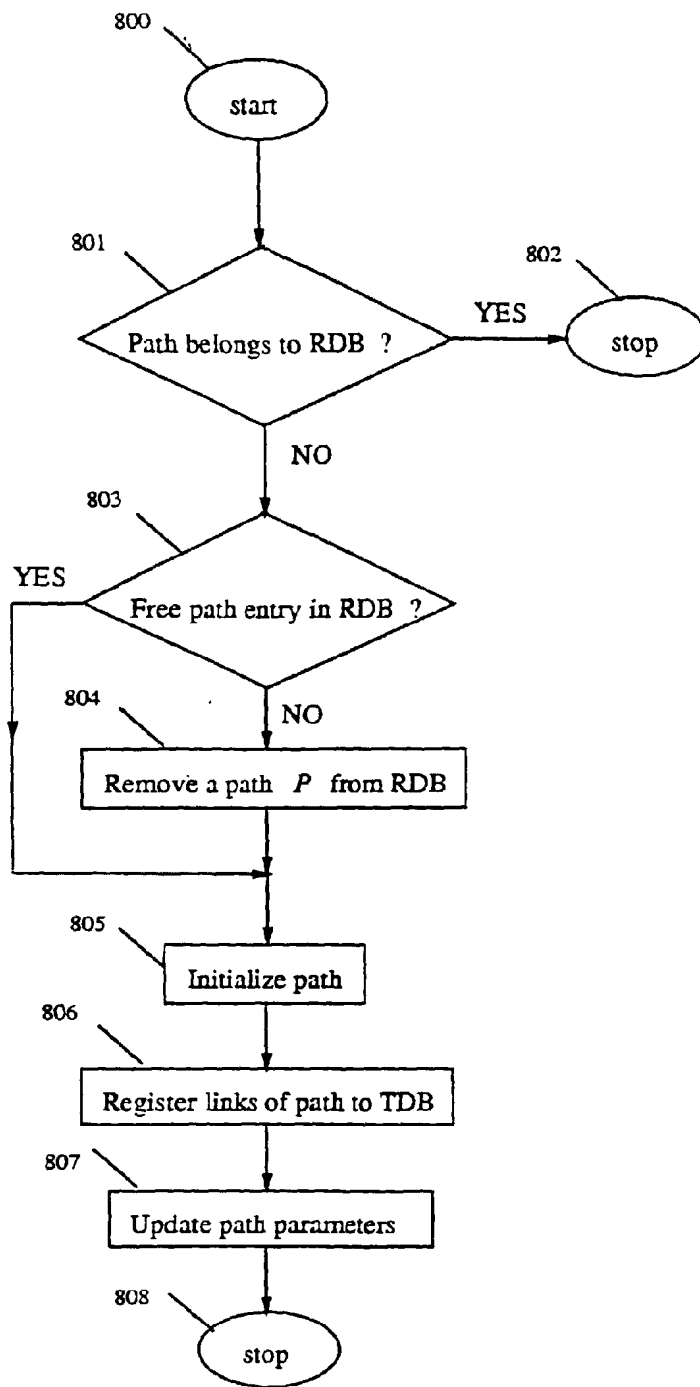 800
start
801
802
Path belongs to RDB ?
YES
stop
NO
803
YES
Free path entry in RDB ?
804
NO
Remove a path P from RDB
805
Initialize path
806
Register links of path to TDB
807
Update path parameters
808
stop